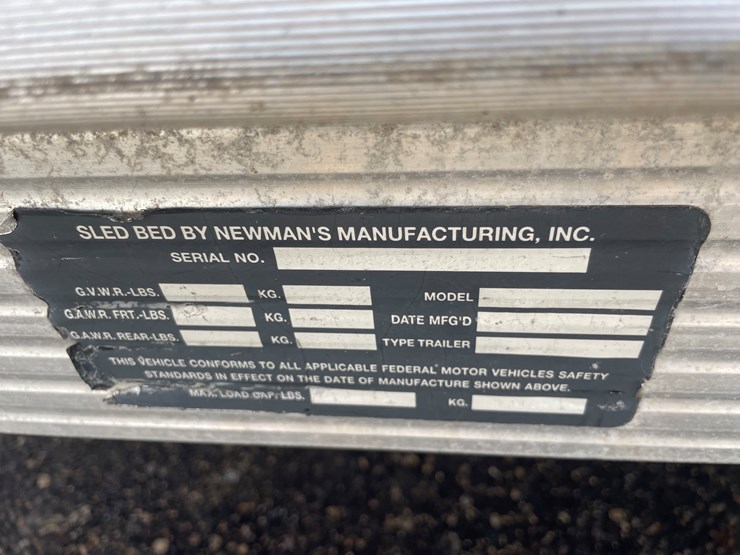 SLED BED BY NEWMAN'S MANUFACTURING, INC.
SERIAL NO.
G.V.W.R.-LBS. KG. MODEL
G.A.W.R. FRT.-LBS. KG. DATE MFG'D
G.A.W.R. REAR-LBS. KG. TYPE TRAILER
THIS VEHICLE CONFORMS TO ALL APPLICABLE FEDERAL MOTOR VEHICLES SAFETY
STANDARDS IN EFFECT ON THE DATE OF MANUFACTURE SHOWN ABOVE.
MAX. LOAD CAP. LBS. KG.